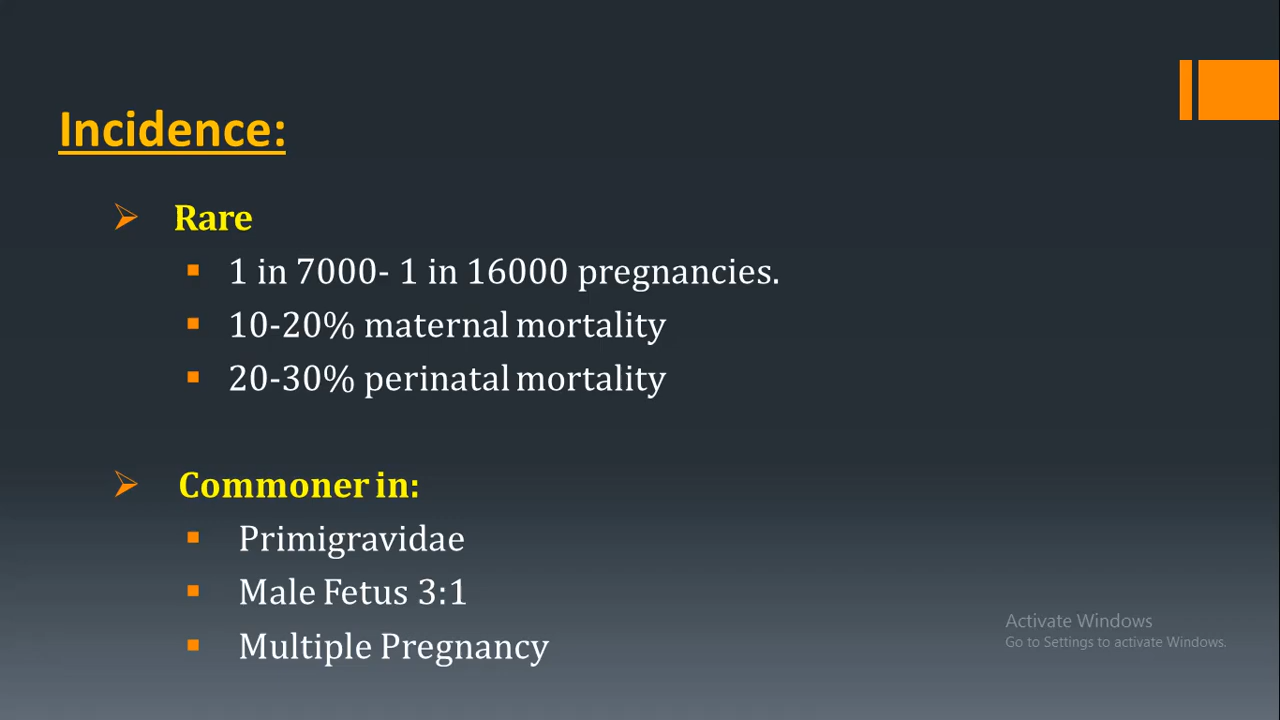 Incidence:
Rare
1 in 7000- 1 in 16000 pregnancies.
10-20% maternal mortality
20-30% perinatal mortality
Commoner in:
Primigravidae
Male Fetus 3:1
Multiple Pregnancy
Activate Windows
Go to Settings to activate Windows.